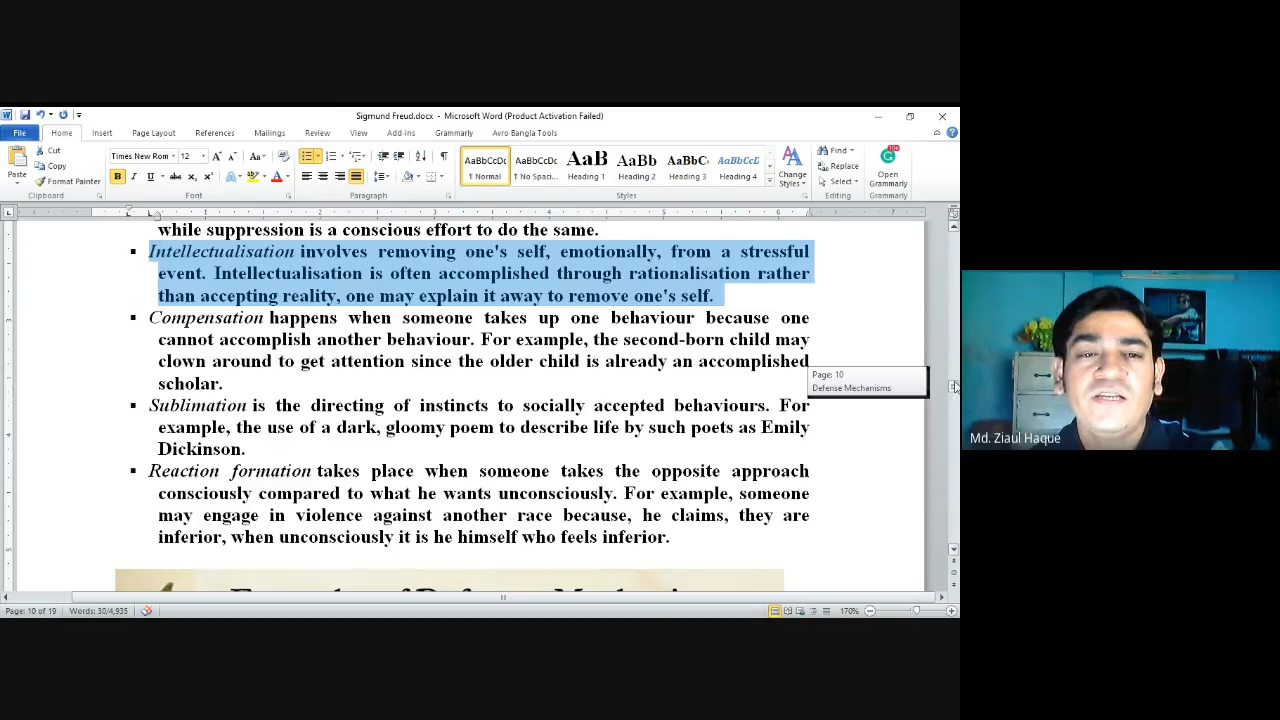 Sigmund Freud.docx - Microsoft Word (Product Activation Failed)
File Home Insert Page Layout References Mailings Review View Add-Ins Grammarly Avro Bangla Tools
Cut
Copy
Format Painter
Paste
Clipboard
Times New Rom 12
Font
Paragraph
AaBbCcDc AaBbCcDc AaB AaBb AaBbC AaBbCcI
¶ Normal ¶ No Spaci... Heading 1 Heading 2 Heading 3 Heading 4
Change Styles
Styles
Find
Replace
Select
Editing
Open Grammarly
Grammarly
while suppression is a conscious effort to do the same.
Intellectualisation involves removing one's self, emotionally, from a stressful
event. Intellectualisation is often accomplished through rationalisation rather
than accepting reality, one may explain it away to remove one's self.
Compensation happens when someone takes up one behaviour because one
cannot accomplish another behaviour. For example, the second-born child may
clown around to get attention since the older child is already an accomplished
scholar.
Sublimation is the directing of instincts to socially accepted behaviours. For
example, the use of a dark, gloomy poem to describe life by such poets as Emily
Dickinson.
Reaction formation takes place when someone takes the opposite approach
consciously compared to what he wants unconsciously. For example, someone
may engage in violence against another race because, he claims, they are
inferior, when unconsciously it is he himself who feels inferior.
Page: 10
Defense Mechanisms
Page: 10 of 19 Words: 30/4,935 170%
Md. Ziaul Haque